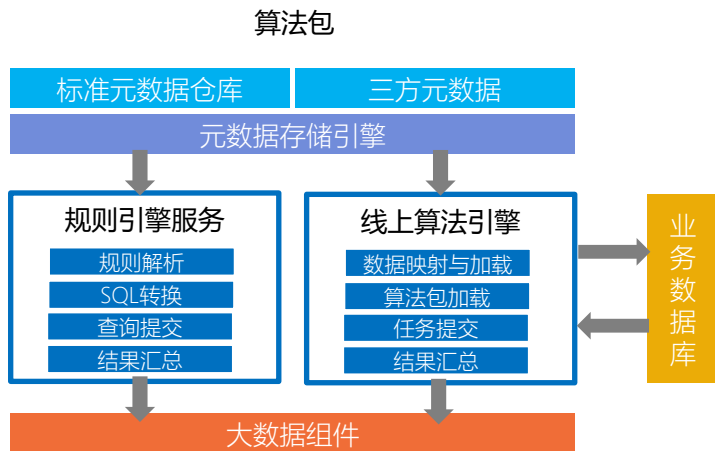 算法包
标准元数据仓库
三方元数据
元数据存储引擎
规则引擎服务
规则解析
SQL转换
查询提交
结果汇总
线上算法引擎
数据映射与加载
算法包加载
任务提交
结果汇总
业务数据库
大数据组件